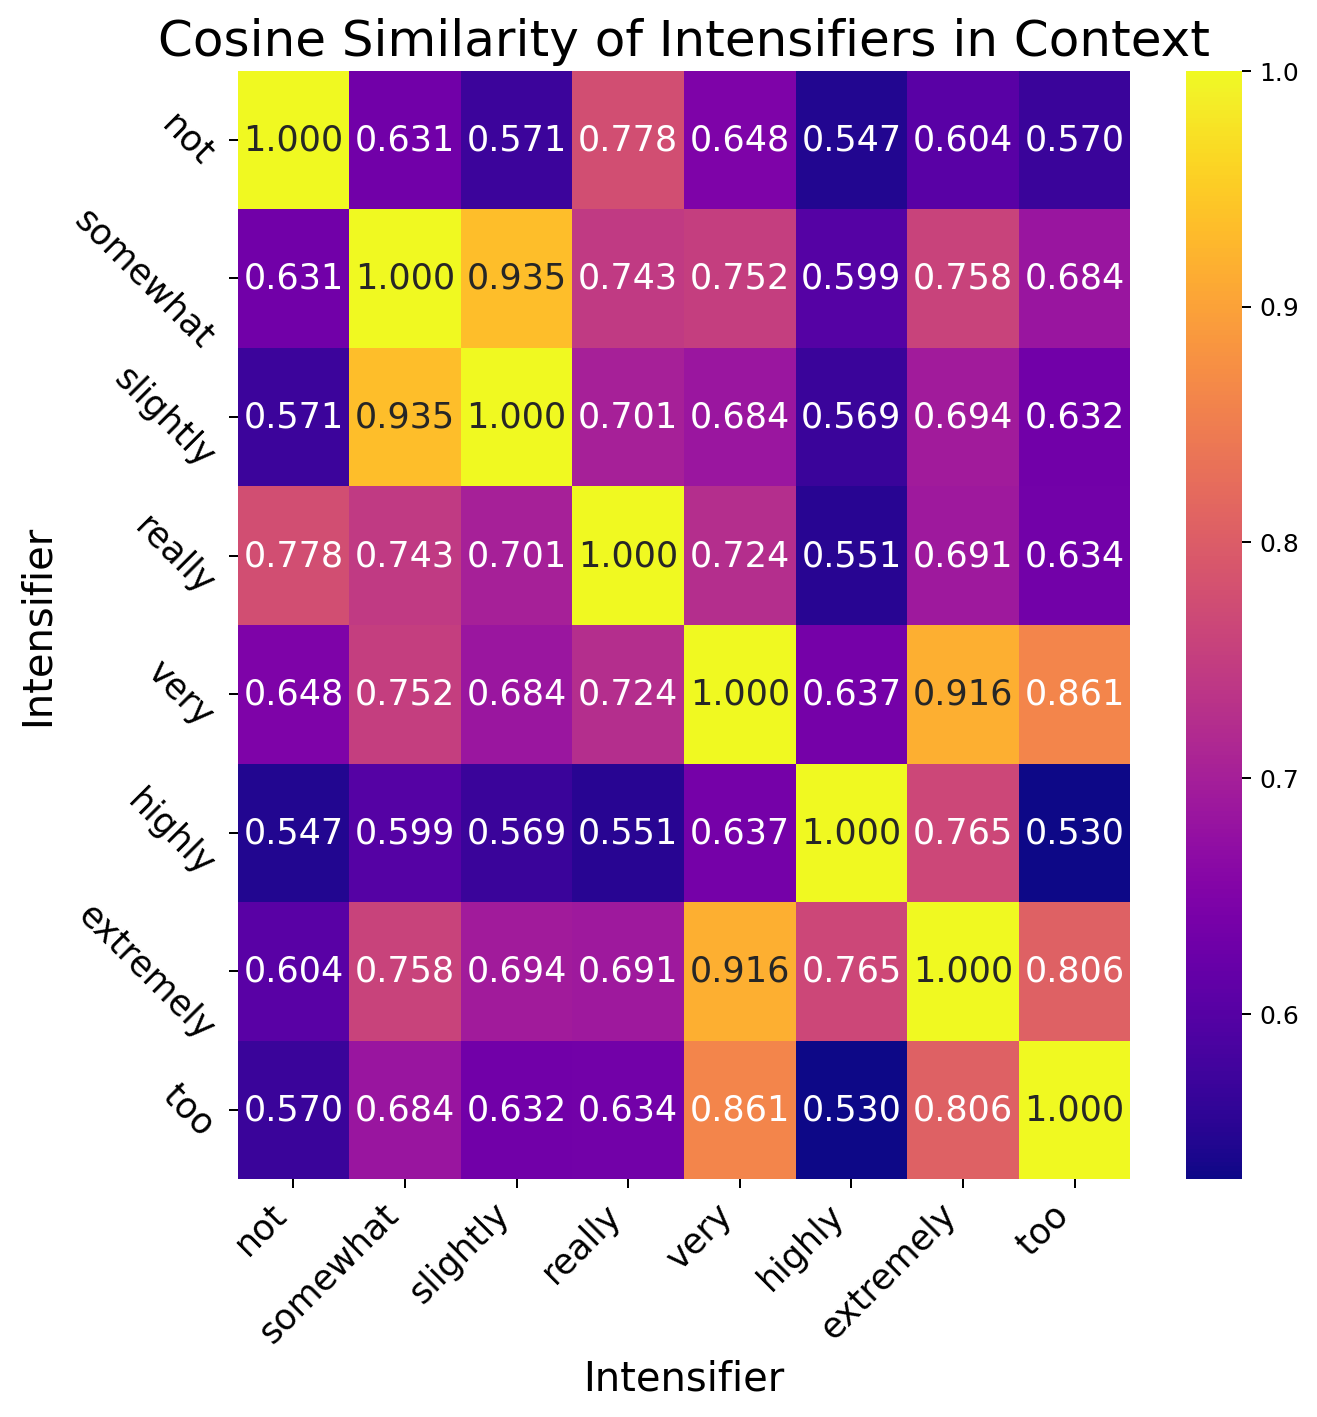 Cosine Similarity of Intensifiers in Context
not 1.000 0.631 0.571 0.778 0.648 0.547 0.604 0.570
somewhat 0.631 1.000 0.935 0.743 0.752 0.599 0.758 0.684
slightly 0.571 0.935 1.000 0.701 0.684 0.569 0.694 0.632
really 0.778 0.743 0.701 1.000 0.724 0.551 0.691 0.634
very 0.648 0.752 0.684 0.724 1.000 0.637 0.916 0.861
highly 0.547 0.599 0.569 0.551 0.637 1.000 0.765 0.530
extremely 0.604 0.758 0.694 0.691 0.916 0.765 1.000 0.806
too 0.570 0.684 0.632 0.634 0.861 0.530 0.806 1.000
not somewhat slightly really very highly extremely too
Intensifier
Intensifier
1.0
0.9
0.8
0.7
0.6